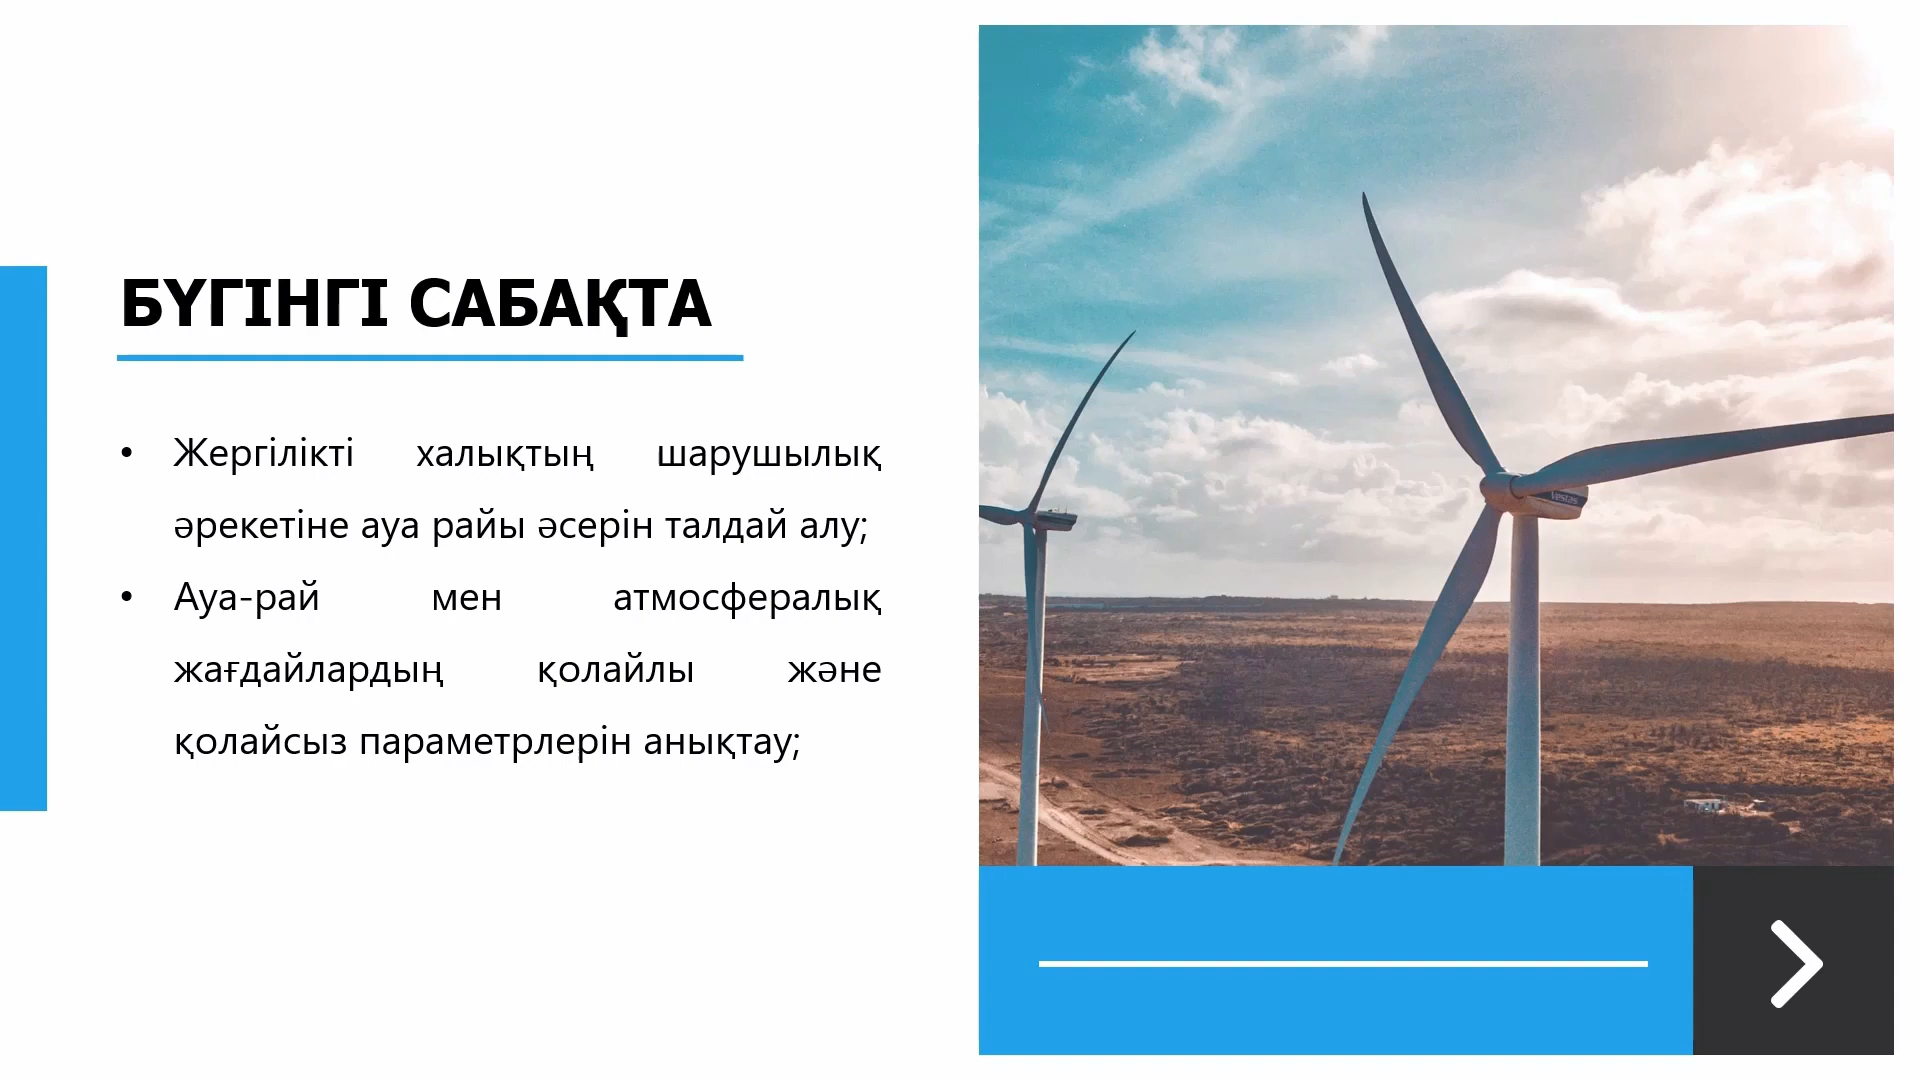 БҮГІНГІ САБАҚТА
• Жергілікті халықтың шарушылық
әрекетіне ауа райы әсерін талдай алу;
• Ауа-рай мен атмосфералық
жағдайлардың қолайлы және
қолайсыз параметрлерін анықтау;
Vestas